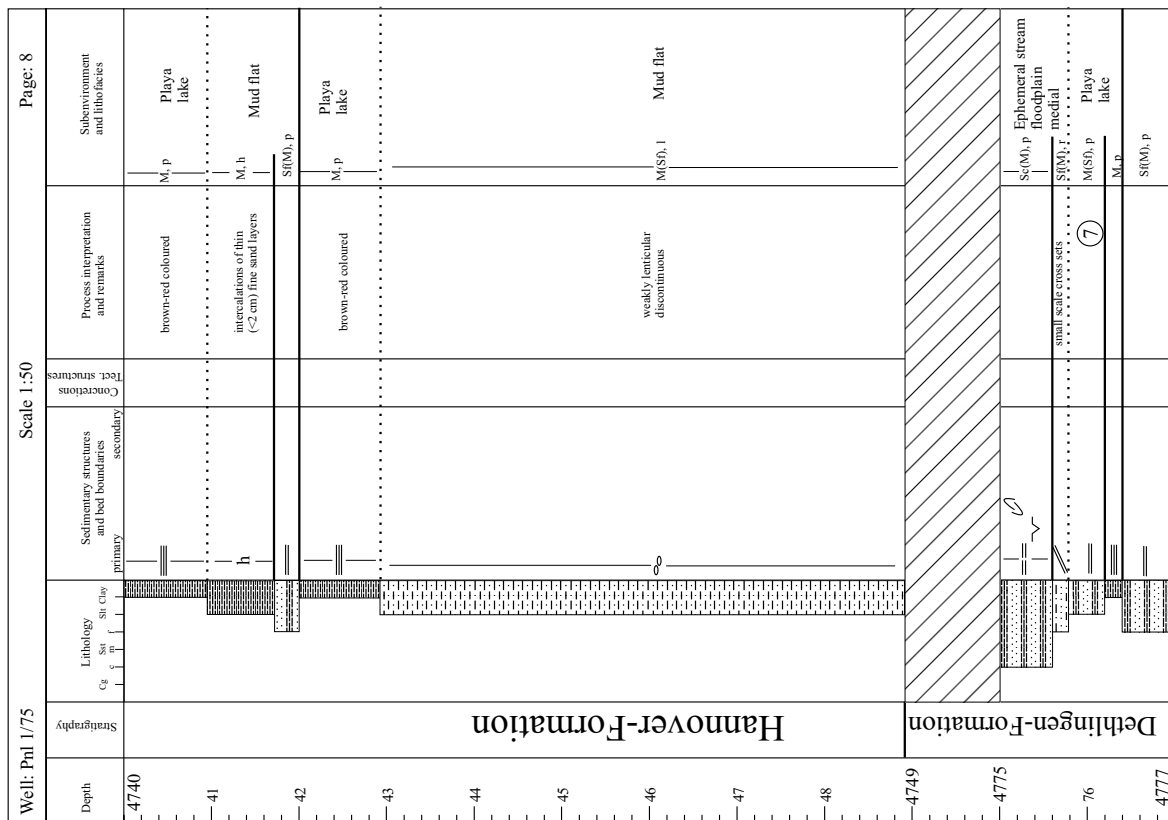 Well: Pnl 1/75
Scale 1:50
Page: 8
Depth
Stratigraphy
Lithology
Cg
c
Sst m
f
Slt
Clay
Sedimentary structures
and bed boundaries
primary
secondary
Concretions
Tect. structures
Process interpretation
and remarks
Subenvironment
and lithofacies
4740
41
42
43
44
45
46
47
48
4749
4775
76
4777
Hannover-Formation
Dethlingen-Formation
h
brown-red coloured
intercalations of thin
(<2 cm) fine sand layers
brown-red coloured
weakly lenticular
discontinuous
small scale cross sets
7
M, p
M, h
Sf(M), p
M, p
M(Sf), l
Sc(M), p
Sf(M), r
M(Sf), p
M, p
Sf(M), p
Playa
lake
Mud flat
Playa
lake
Mud flat
Ephemeral stream
floodplain
medial
Playa
lake